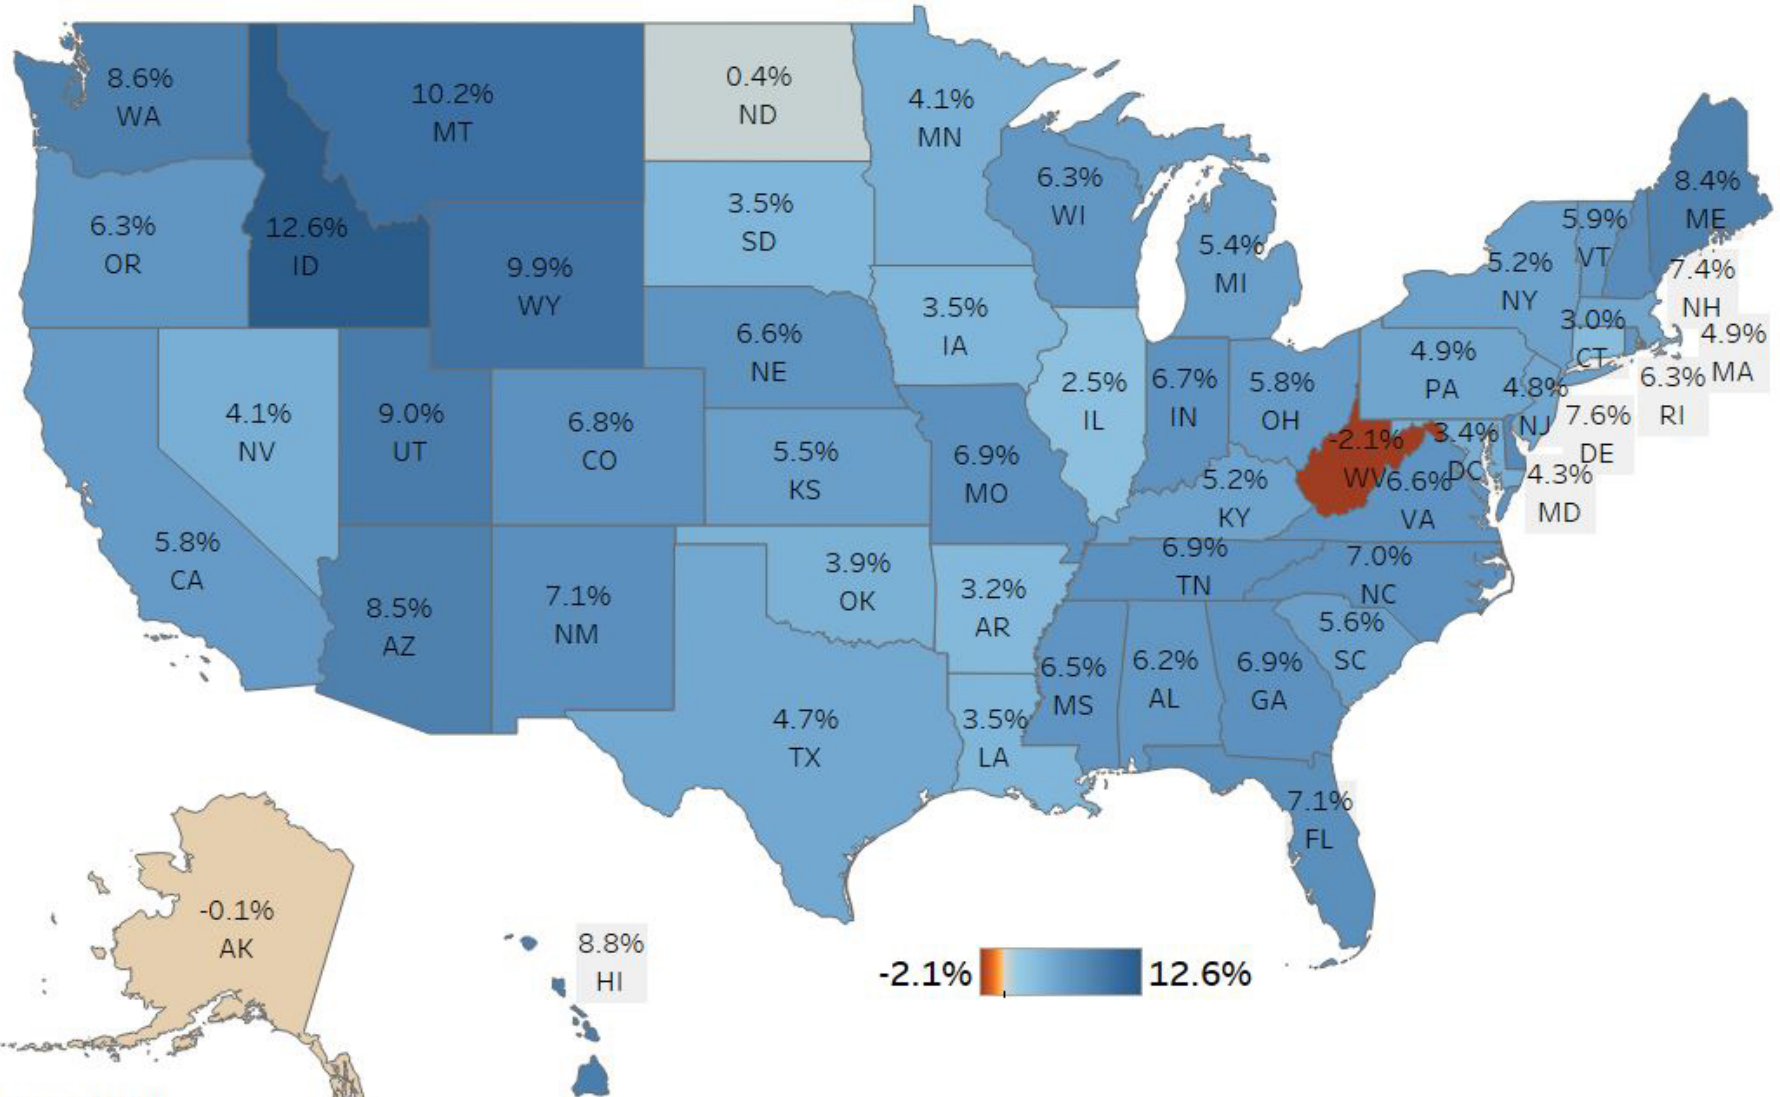 8.6%
WA
10.2%
MT
0.4%
ND
4.1%
MN
6.3%
OR
12.6%
ID
9.9%
WY
3.5%
SD
6.3%
WI
5.4%
MI
8.4%
ME
5.9%
VT
5.2%
NY
7.4%
NH
3.0%
CT
4.9%
MA
6.3%
RI
4.9%
PA
4.8%
NJ
7.6%
DE
4.3%
MD
3.4%
DC
4.1%
NV
9.0%
UT
6.8%
CO
6.6%
NE
3.5%
IA
2.5%
IL
6.7%
IN
5.8%
OH
-2.1%
WV
6.6%
VA
5.8%
CA
8.5%
AZ
7.1%
NM
5.5%
KS
6.9%
MO
5.2%
KY
6.9%
TN
7.0%
NC
3.9%
OK
3.2%
AR
5.6%
SC
4.7%
TX
3.5%
LA
6.5%
MS
6.2%
AL
6.9%
GA
7.1%
FL
-0.1%
AK
8.8%
HI
-2.1% 12.6%